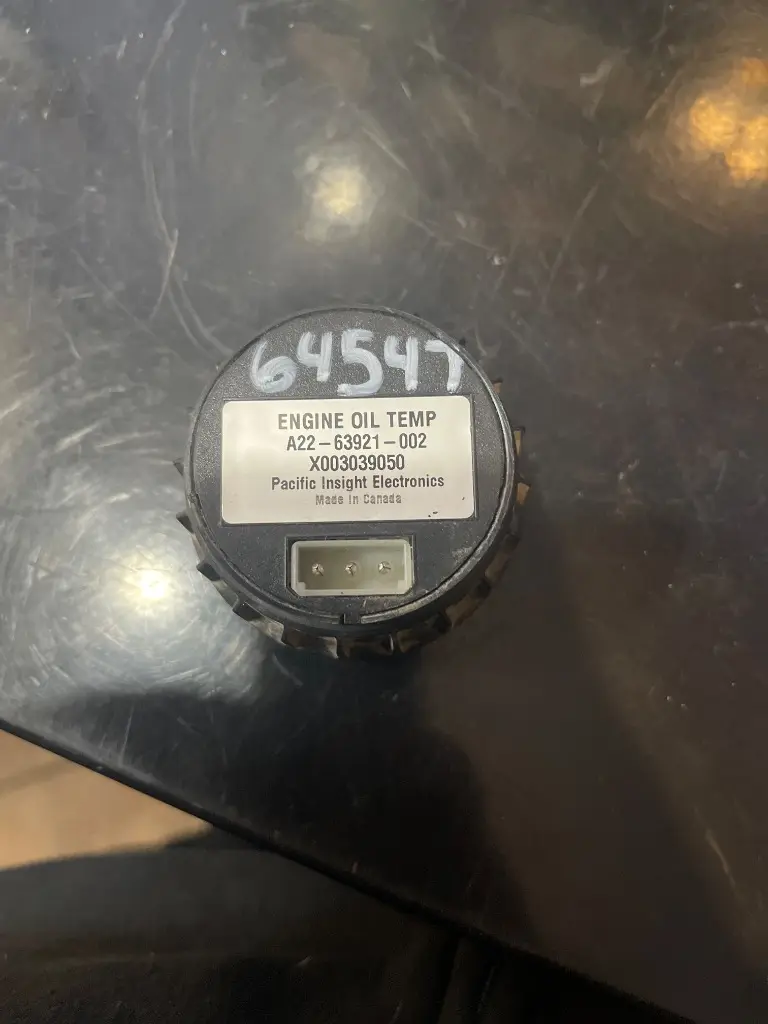 64547
ENGINE OIL TEMP
A22-63921-002
X003039050
Pacific Insight Electronics
Made In Canada